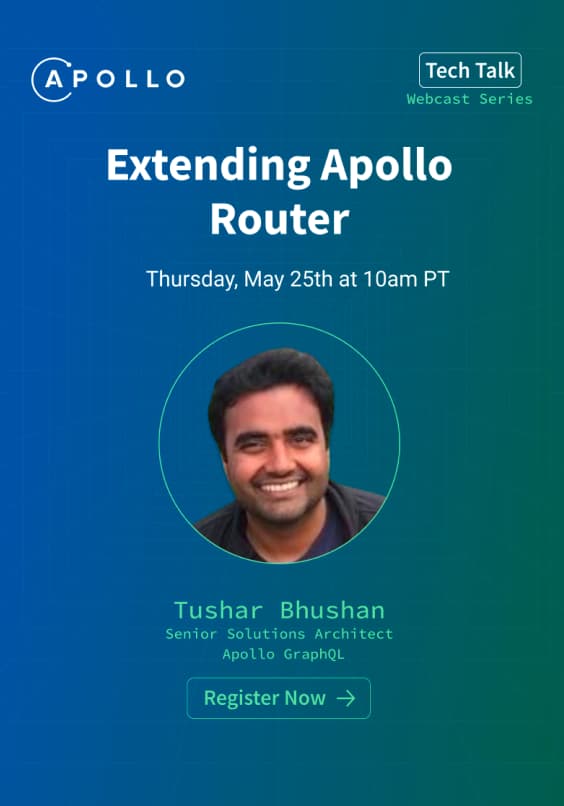 APOLLO
Tech Talk
Webcast Series
Extending Apollo
Router
Thursday, May 25th at 10am PT
Tushar Bhushan
Senior Solutions Architect
Apollo GraphQL
Register Now →